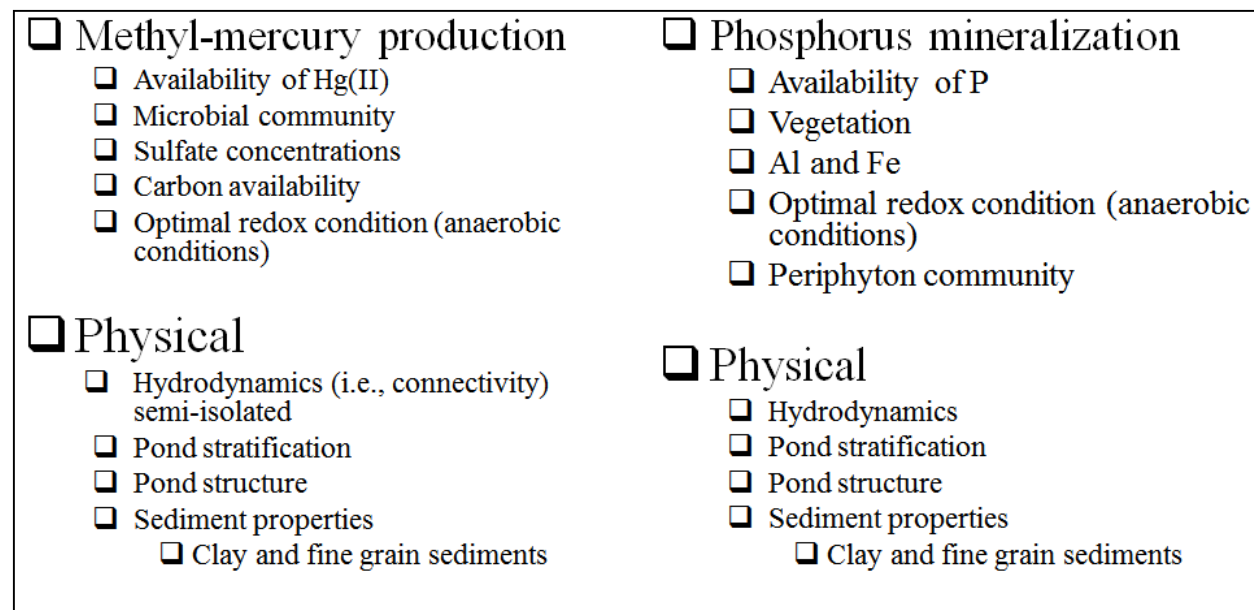 ❑ Methyl-mercury production
❑ Availability of Hg(II)
❑ Microbial community
❑ Sulfate concentrations
❑ Carbon availability
❑ Optimal redox condition (anaerobic
conditions)
❑ Physical
❑ Hydrodynamics (i.e., connectivity)
semi-isolated
❑ Pond stratification
❑ Pond structure
❑ Sediment properties
❑ Clay and fine grain sediments
❑ Phosphorus mineralization
❑ Availability of P
❑ Vegetation
❑ Al and Fe
❑ Optimal redox condition (anaerobic
conditions)
❑ Periphyton community
❑ Physical
❑ Hydrodynamics
❑ Pond stratification
❑ Pond structure
❑ Sediment properties
❑ Clay and fine grain sediments